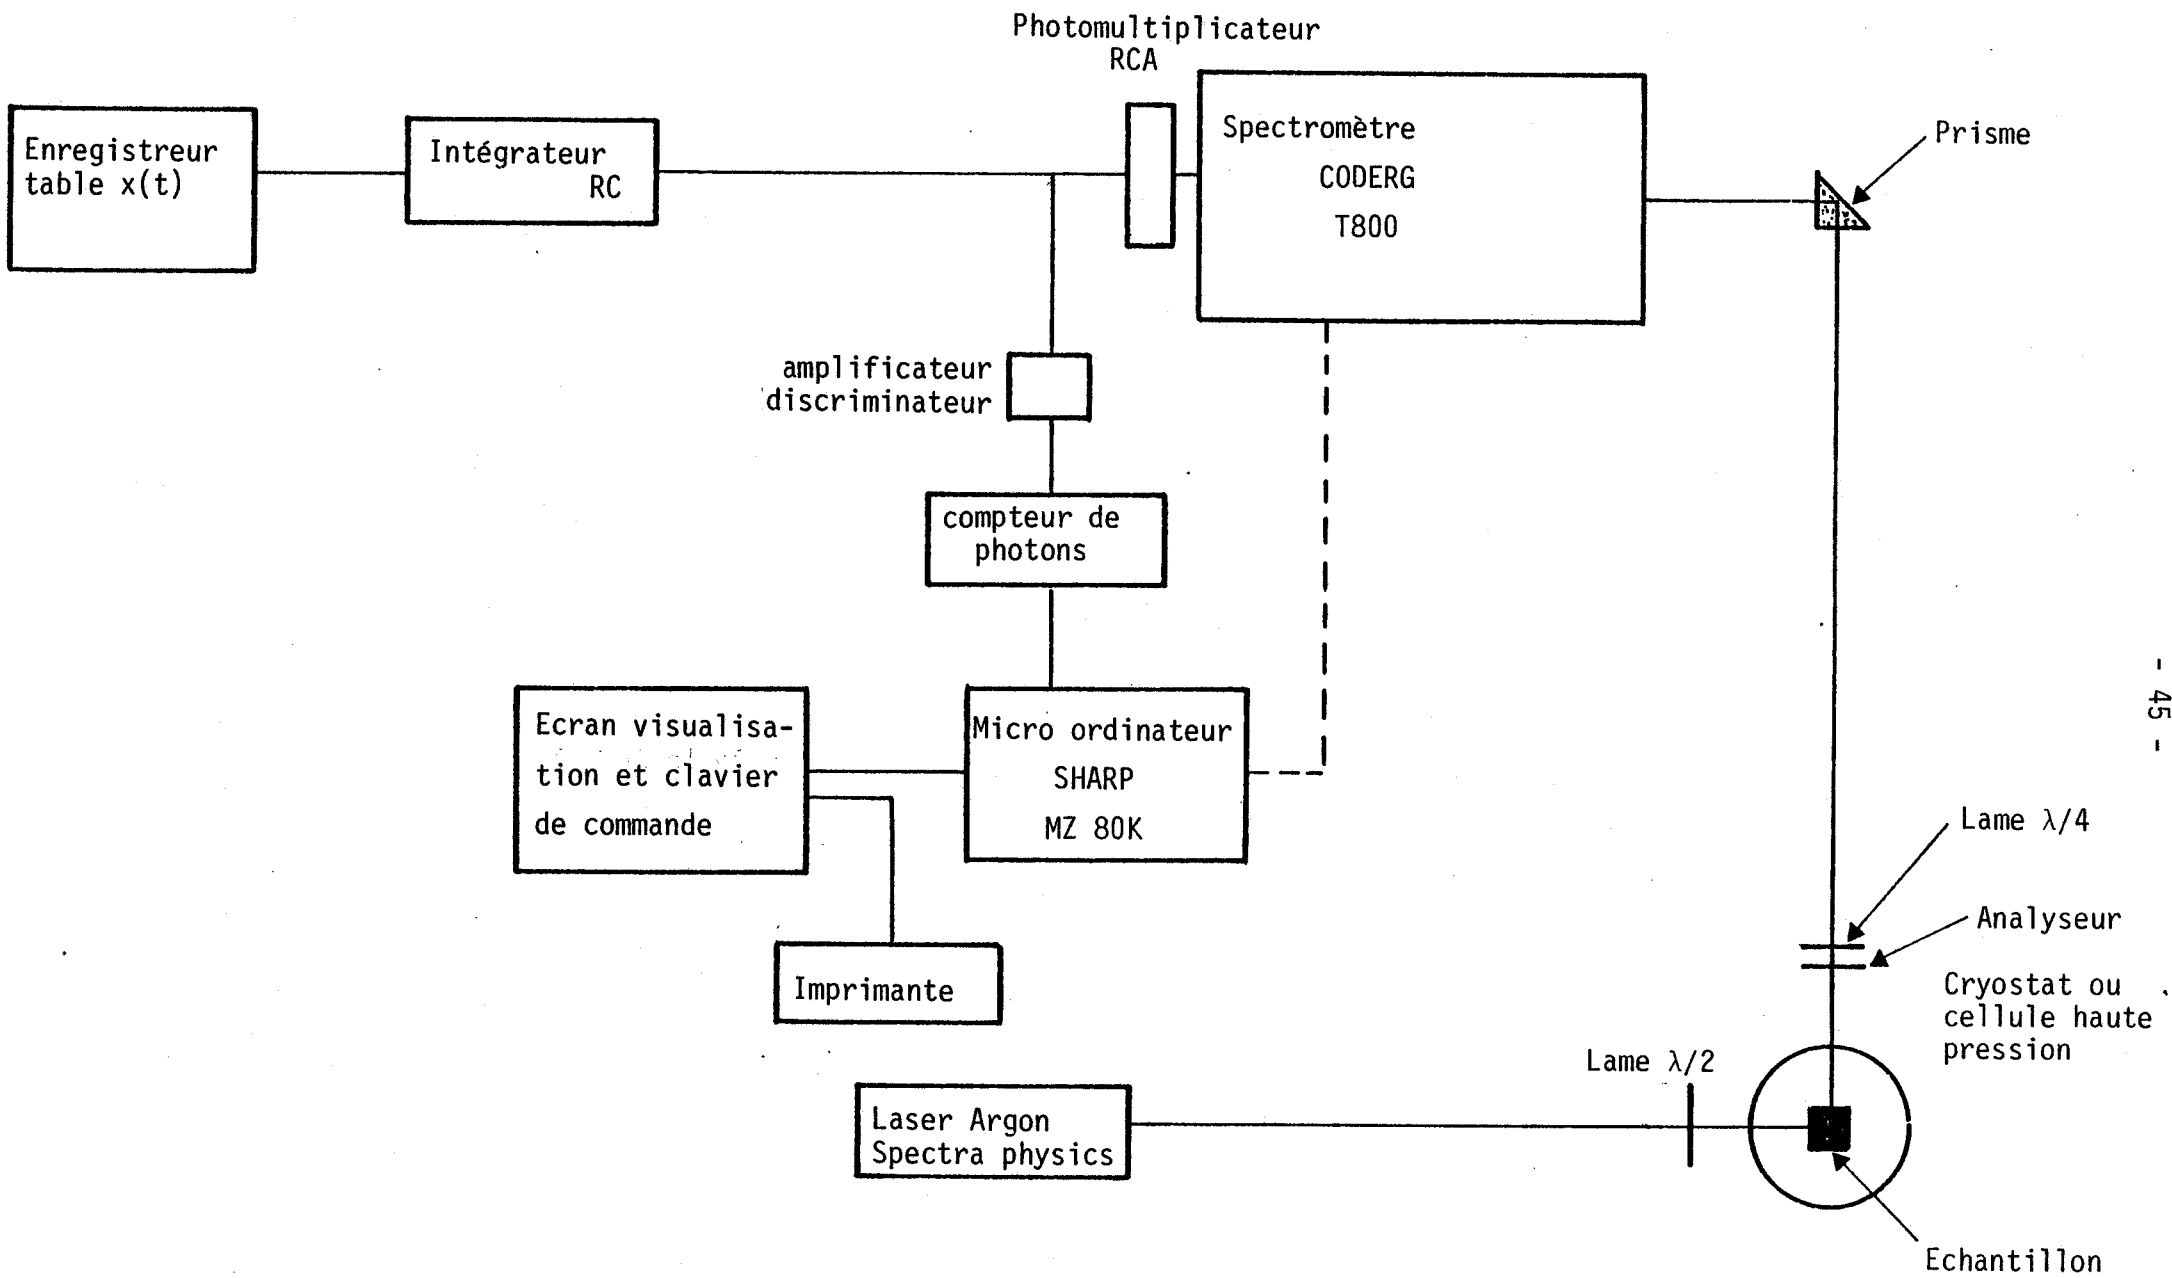 Photomultiplicateur
RCA
Enregistreur
table x(t)
Intégrateur
RC
Spectromètre
CODERG
T800
Prisme
amplificateur
discriminateur
compteur de
photons
- 45 -
Ecran visualisa-
tion et clavier
de commande
Micro ordinateur
SHARP
MZ 80K
Lame λ/4
Analyseur
Imprimante
Cryostat ou
cellule haute
pression
Lame λ/2
Laser Argon
Spectra physics
Echantillon